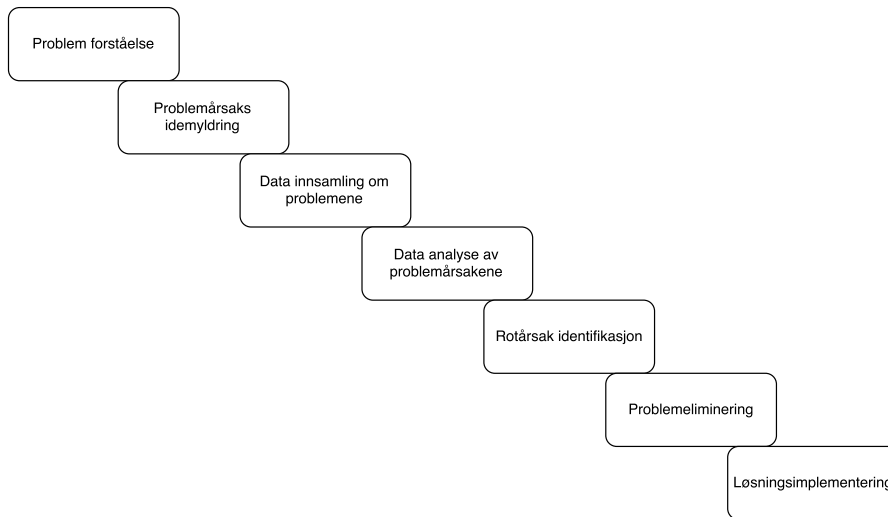 Problem forståelse
Problemårsaks
idemyldring
Data innsamling om
problemene
Data analyse av
problemårsakene
Rotårsak identifikasjon
Problemeliminering
Løsningsimplementering